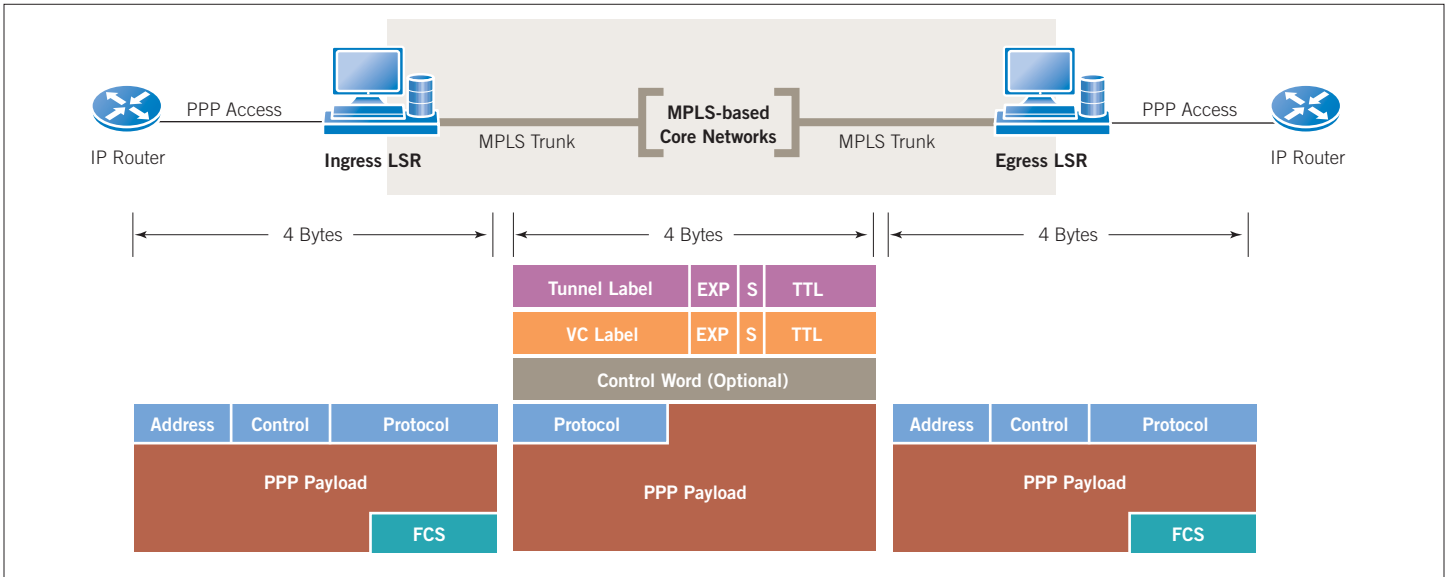 PPP Access
MPLS-based
Core Networks
PPP Access
IP Router
Ingress LSR
MPLS Trunk
MPLS Trunk
Egress LSR
IP Router
4 Bytes
4 Bytes
4 Bytes
Tunnel Label EXP S TTL
VC Label EXP S TTL
Control Word (Optional)
Address Control Protocol
Protocol
Address Control Protocol
PPP Payload
PPP Payload
PPP Payload
FCS
FCS